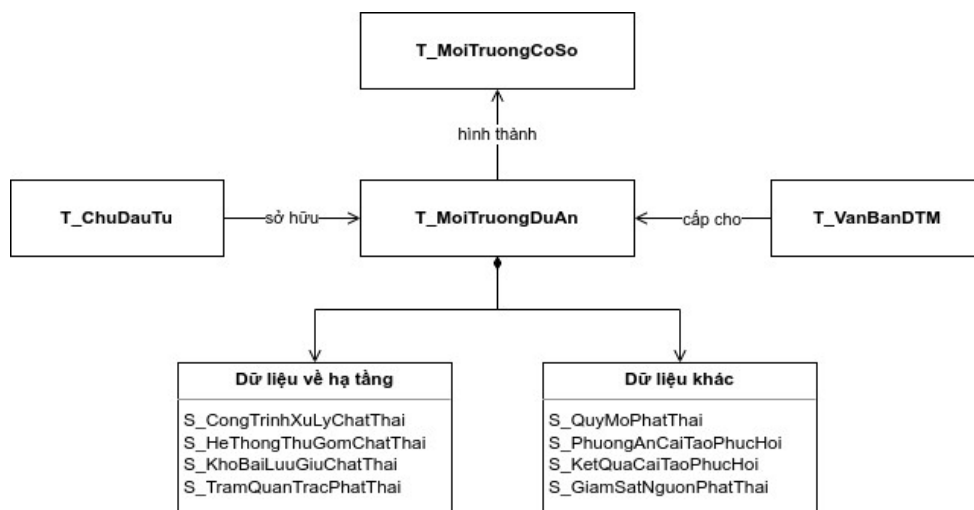 T_MoiTruongCoSo
hình thành
T_ChuDauTu
sở hữu
T_MoiTruongDuAn
cấp cho
T_VanBanDTM
Dữ liệu về hạ tầng
S_CongTrinhXuLyChatThai
S_HeThongThuGomChatThai
S_KhoBaiLuuGiuChatThai
S_TramQuanTracPhatThai
Dữ liệu khác
S_QuyMoPhatThai
S_PhuongAnCaiTaoPhucHoi
S_KetQuaCaiTaoPhucHoi
S_GiamSatNguonPhatThai